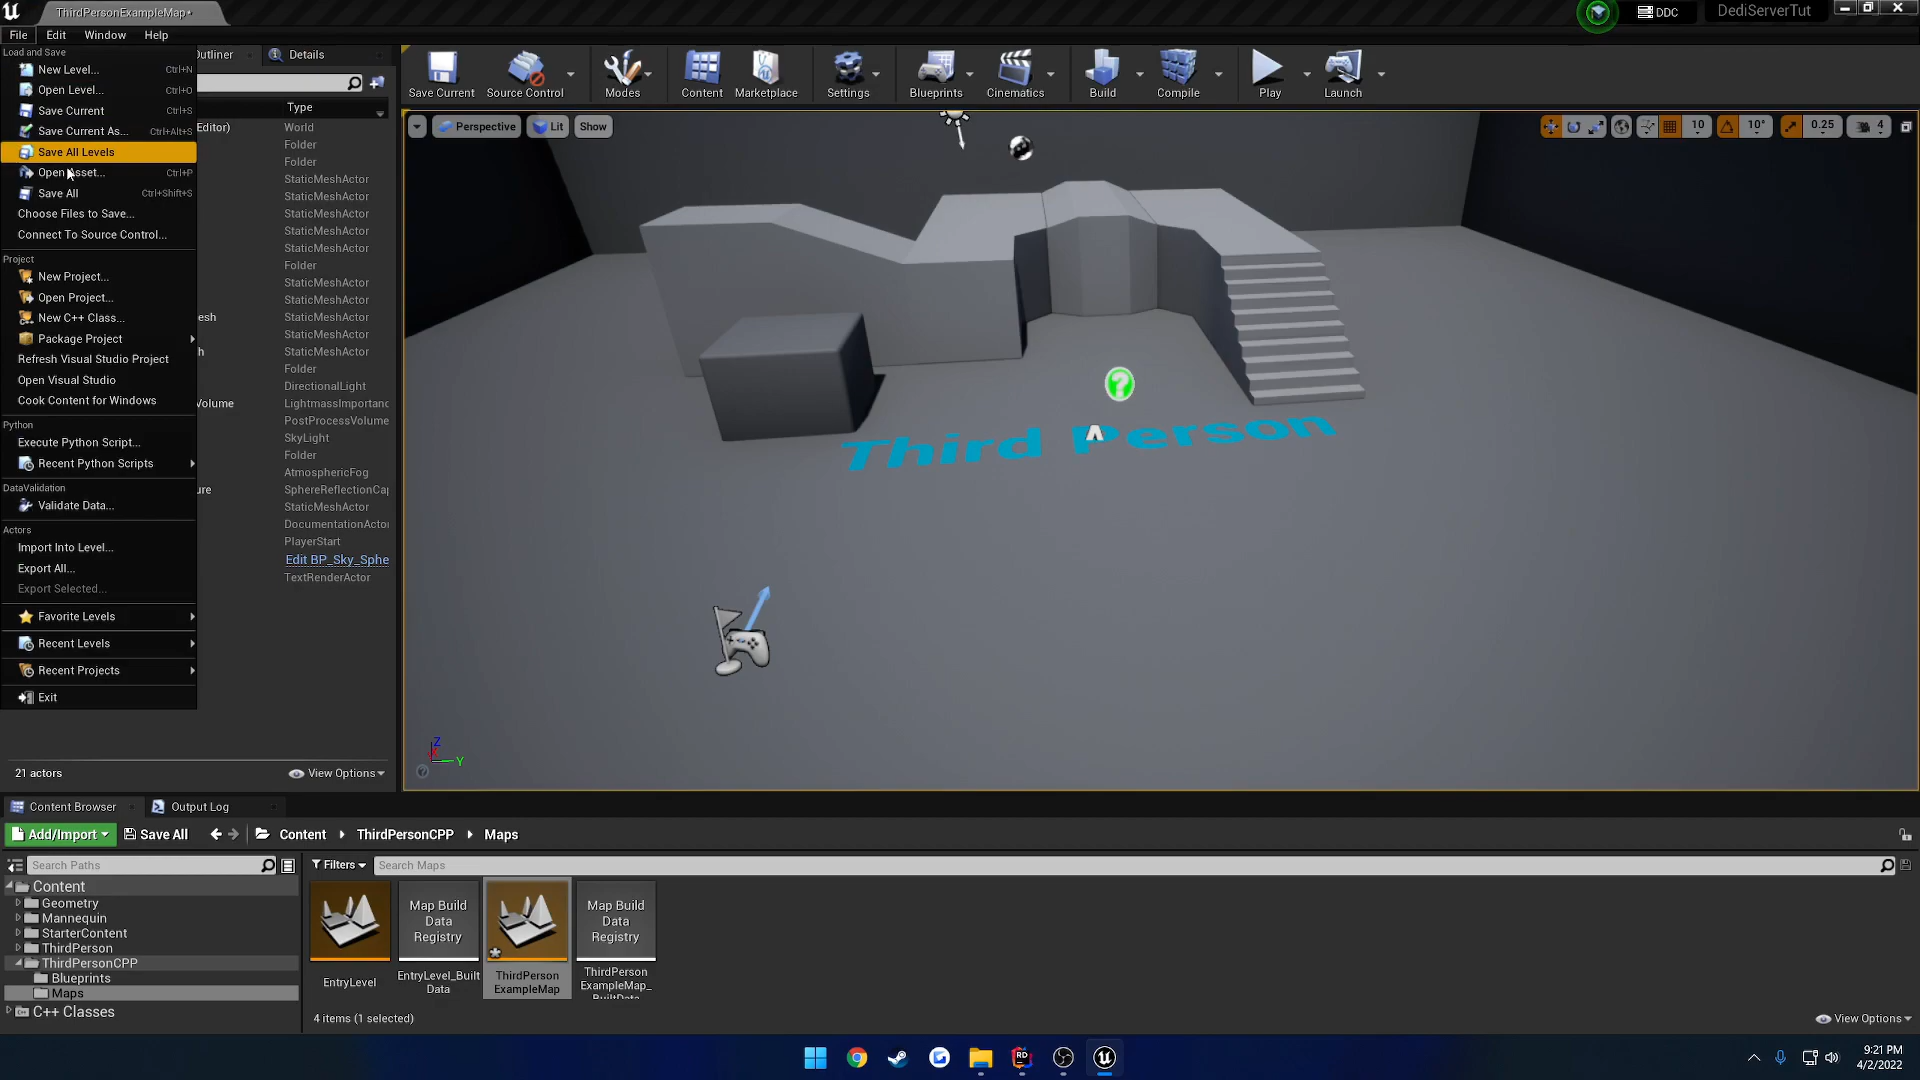 ThirdPersonExampleMap*
DDC
DediServerTut
File Edit Window Help
Load and Save
New Level... Ctrl+N
Open Level... Ctrl+O
Save Current Ctrl+S
Save Current As... Ctrl+Alt+S
Save All Levels
Open Asset... Ctrl+P
Save All Ctrl+Shift+S
Choose Files to Save...
Connect To Source Control...
Project
New Project...
Open Project...
New C++ Class...
Package Project
Refresh Visual Studio Project
Open Visual Studio
Cook Content for Windows
Python
Execute Python Script...
Recent Python Scripts
DataValidation
Validate Data...
Actors
Import Into Level...
Export All...
Export Selected...
Favorite Levels
Recent Levels
Recent Projects
Exit
Outliner Details
Type
Editor) World
Folder
Folder
StaticMeshActor
StaticMeshActor
StaticMeshActor
StaticMeshActor
StaticMeshActor
Folder
StaticMeshActor
StaticMeshActor
esh StaticMeshActor
StaticMeshActor
h StaticMeshActor
Folder
DirectionalLight
Volume LightmassImportanc
PostProcessVolume
SkyLight
Folder
AtmosphericFog
ure SphereReflectionCap
StaticMeshActor
DocumentationActor
PlayerStart
Edit BP_Sky_Sphe
TextRenderActor
21 actors View Options
Save Current Source Control Modes Content Marketplace Settings Blueprints Cinematics Build Compile Play Launch
Perspective Lit Show 10 10° 0.25 4
Third Person
Z
X
Y
Content Browser Output Log
Add/Import Save All Content ThirdPersonCPP Maps
Search Paths
Filters Search Maps
Content
Geometry
Mannequin
StarterContent
ThirdPerson
ThirdPersonCPP
Blueprints
Maps
C++ Classes
EntryLevel
Map Build
Data
Registry
EntryLevel_Built
Data
ThirdPerson
ExampleMap
Map Build
Data
Registry
ThirdPerson
ExampleMap_
BuiltData
4 items (1 selected) View Options
RD
9:21 PM
4/2/2022